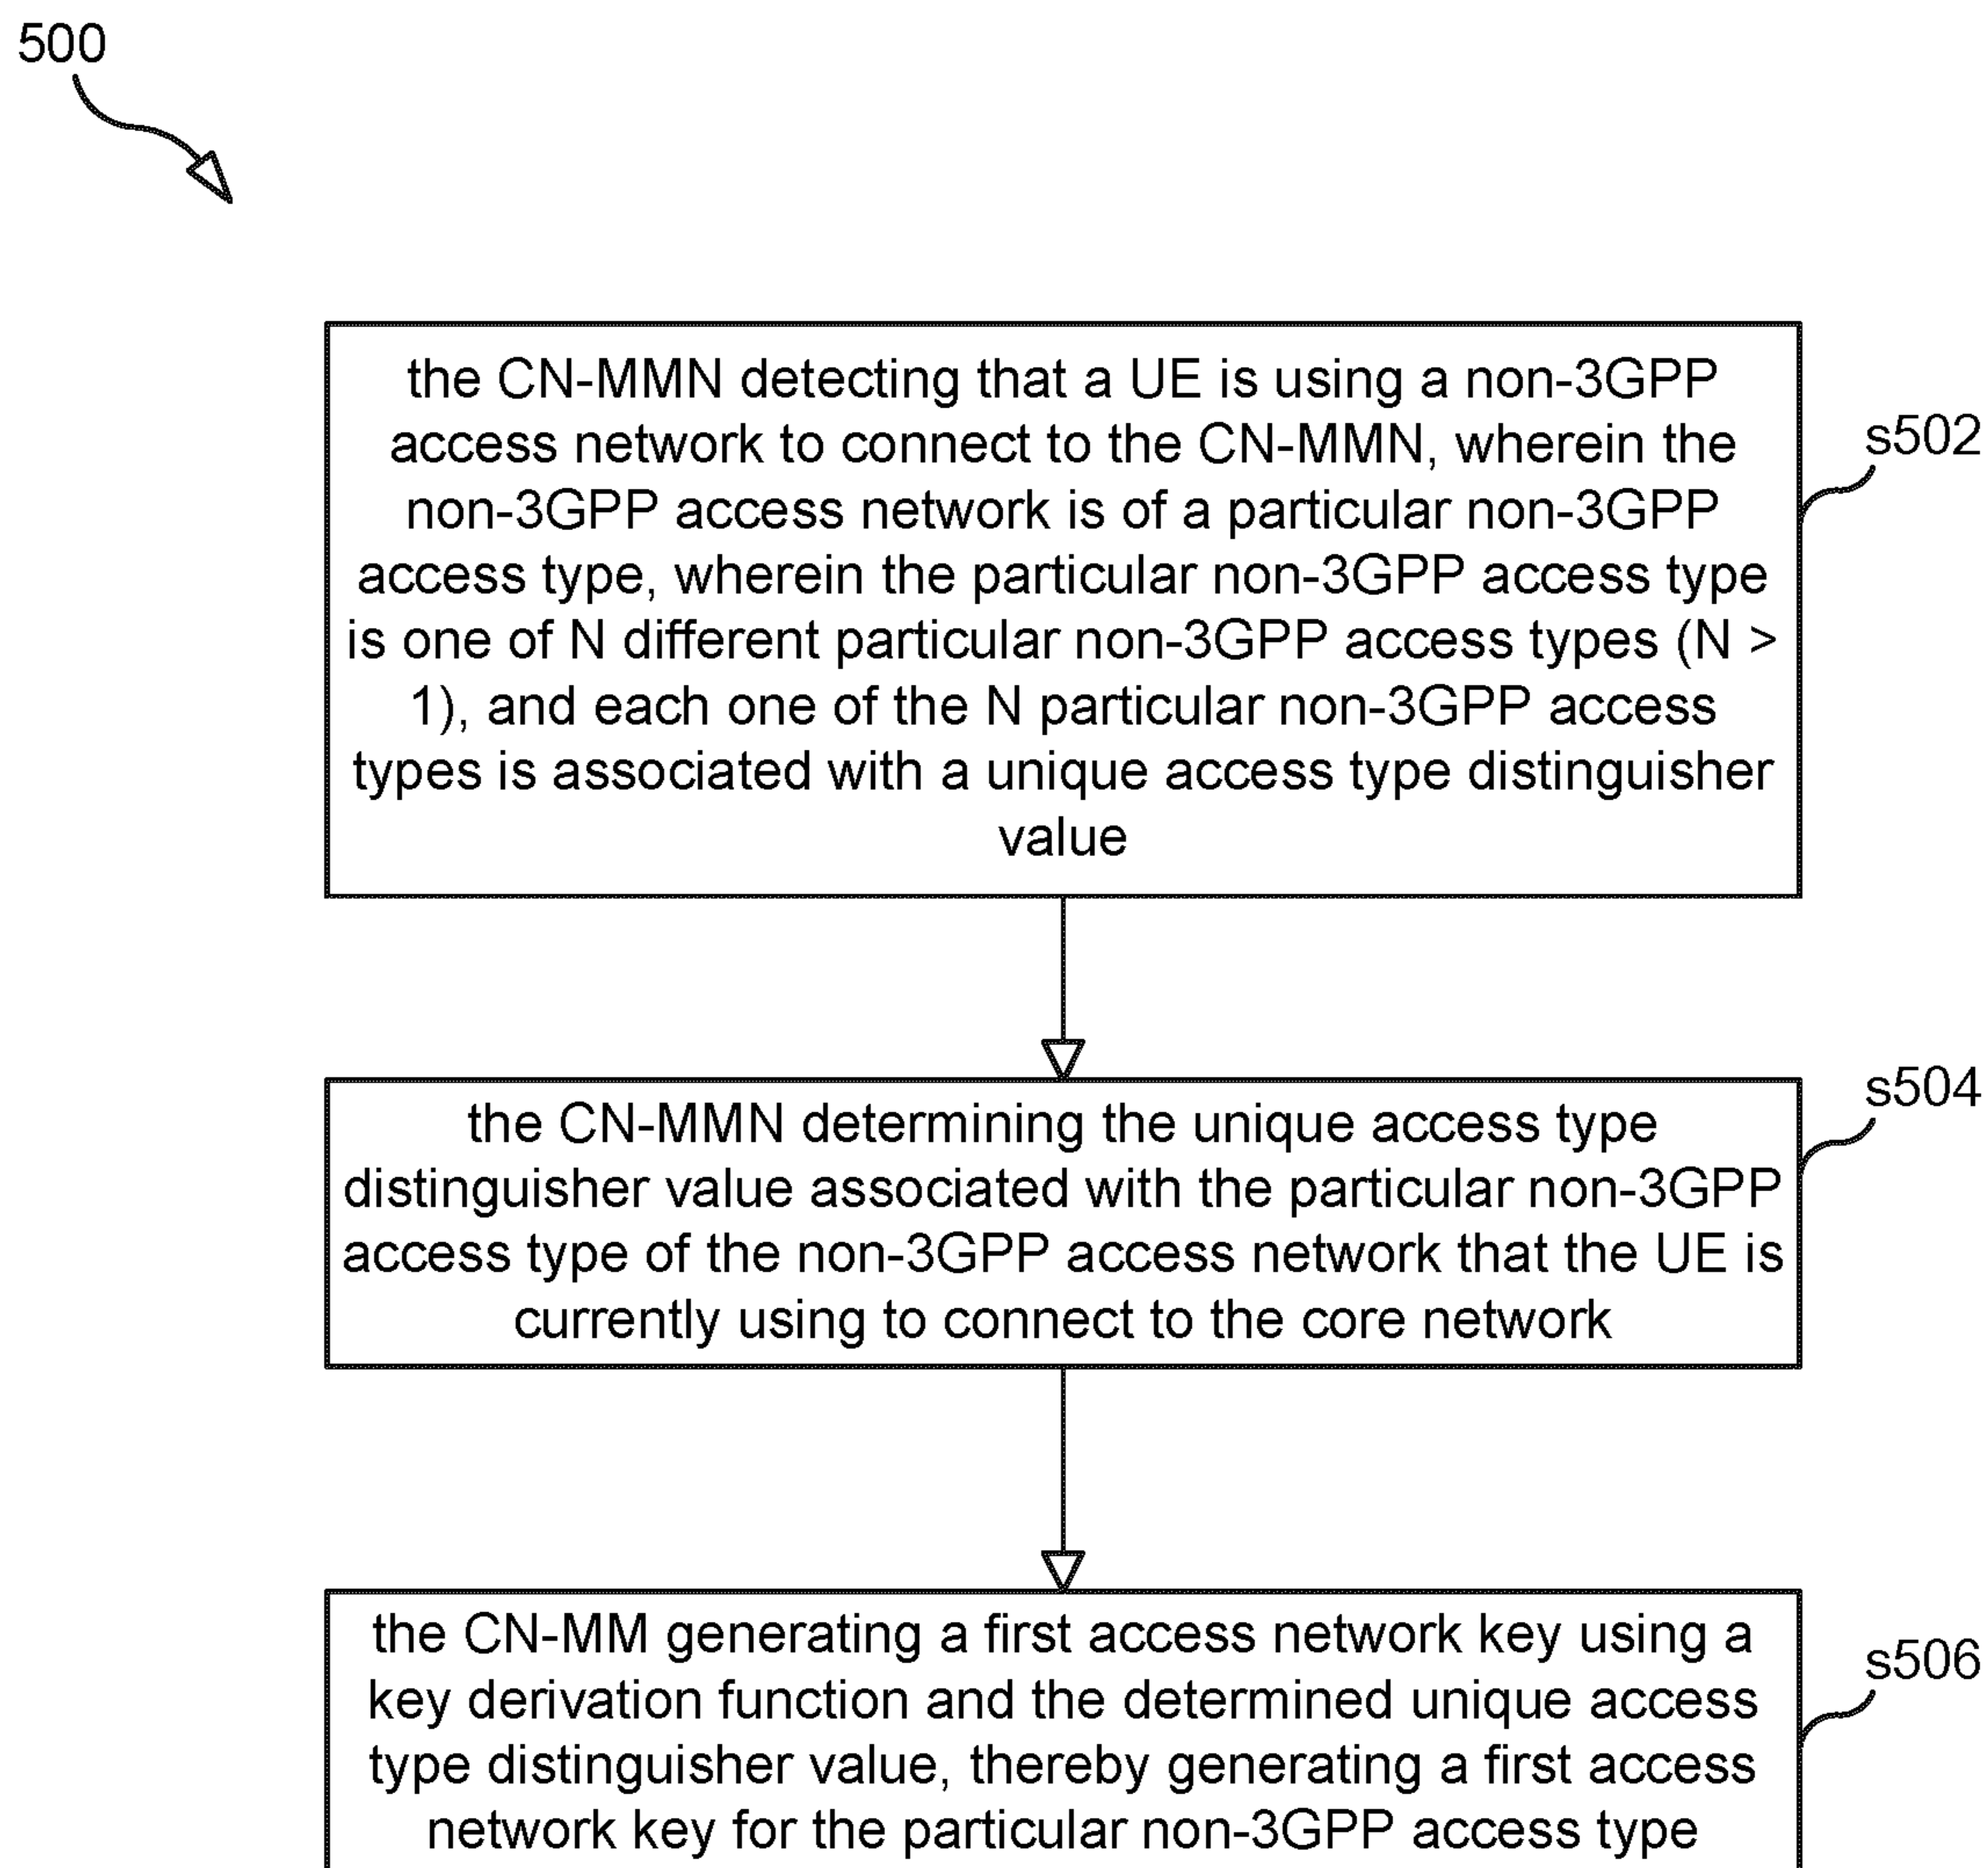 500
the CN-MMN detecting that a UE is using a non-3GPP
access network to connect to the CN-MMN, wherein the
non-3GPP access network is of a particular non-3GPP
access type, wherein the particular non-3GPP access type
is one of N different particular non-3GPP access types (N >
1), and each one of the N particular non-3GPP access
types is associated with a unique access type distinguisher
value
s502
the CN-MMN determining the unique access type
distinguisher value associated with the particular non-3GPP
access type of the non-3GPP access network that the UE is
currently using to connect to the core network
s504
the CN-MM generating a first access network key using a
key derivation function and the determined unique access
type distinguisher value, thereby generating a first access
network key for the particular non-3GPP access type
s506